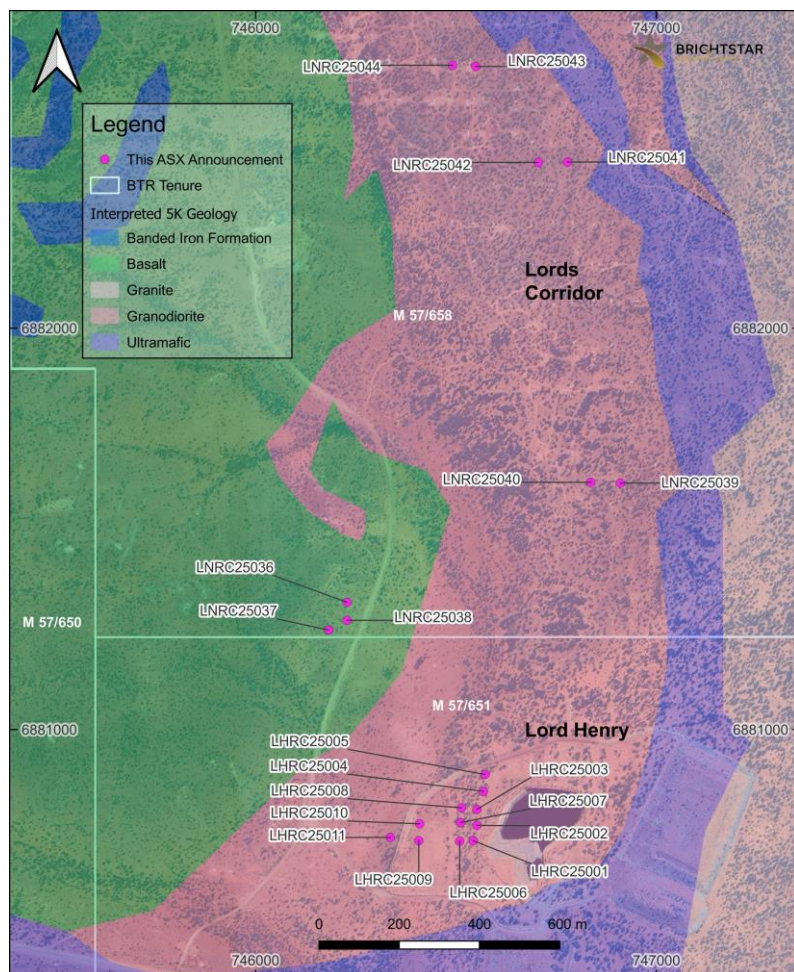 746000
747000
BRIGHTSTAR
LNRC25044
LNRC25043
Legend
This ASX Announcement
BTR Tenure
Interpreted 5K Geology
Banded Iron Formation
Basalt
Granite
Granodiorite
Ultramafic
LNRC25042
LNRC25041
Lords
Corridor
M 57/658
6882000
6882000
LNRC25040
LNRC25039
LNRC25036
LNRC25037
LNRC25038
M 57/650
M 57/651
6881000
6881000
Lord Henry
LHRC25005
LHRC25004
LHRC25003
LHRC25008
LHRC25007
LHRC25010
LHRC25002
LHRC25011
LHRC25001
LHRC25009
LHRC25006
0 200 400 600 m
746000
747000